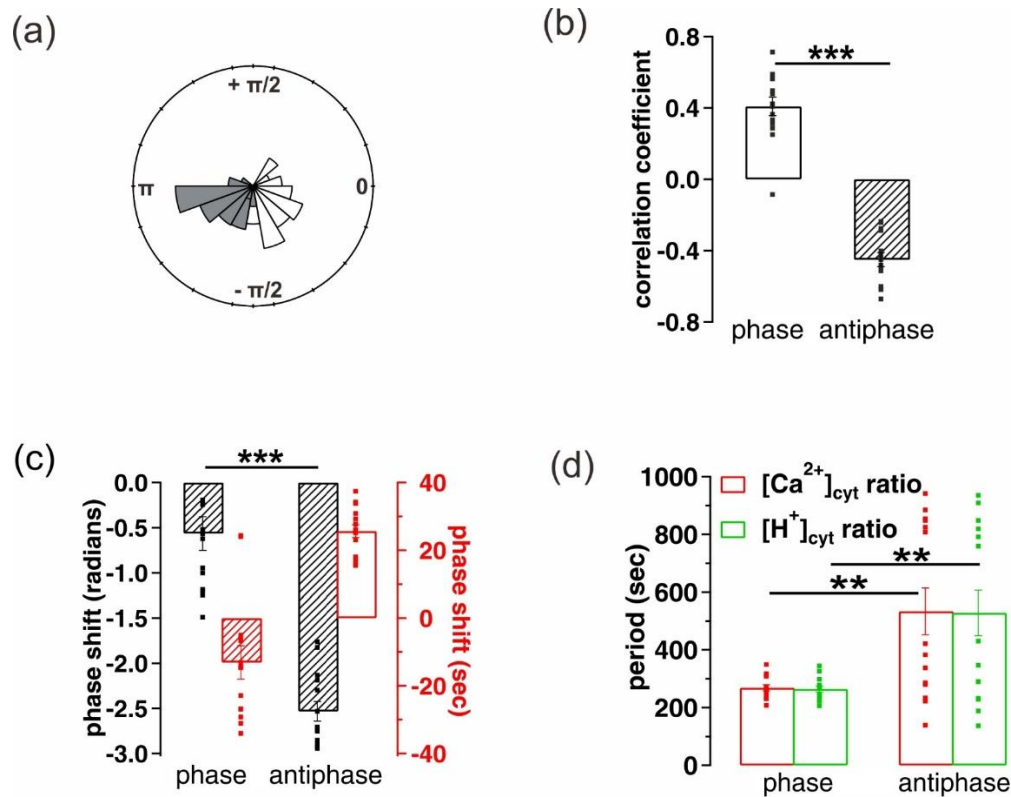 (a)
+ π/2
π
0
- π/2
(b)
correlation coefficient
0.8
0.4
0.0
-0.4
-0.8
***
phase antiphase
(c)
phase shift (radians)
0.0
-0.5
-1.0
-1.5
-2.0
-2.5
-3.0
***
40
20
0
-20
-40
phase shift (sec)
phase antiphase
(d)
period (sec)
1000
800
600
400
200
0
[Ca²⁺]cyt ratio
[H⁺]cyt ratio
**
**
phase antiphase